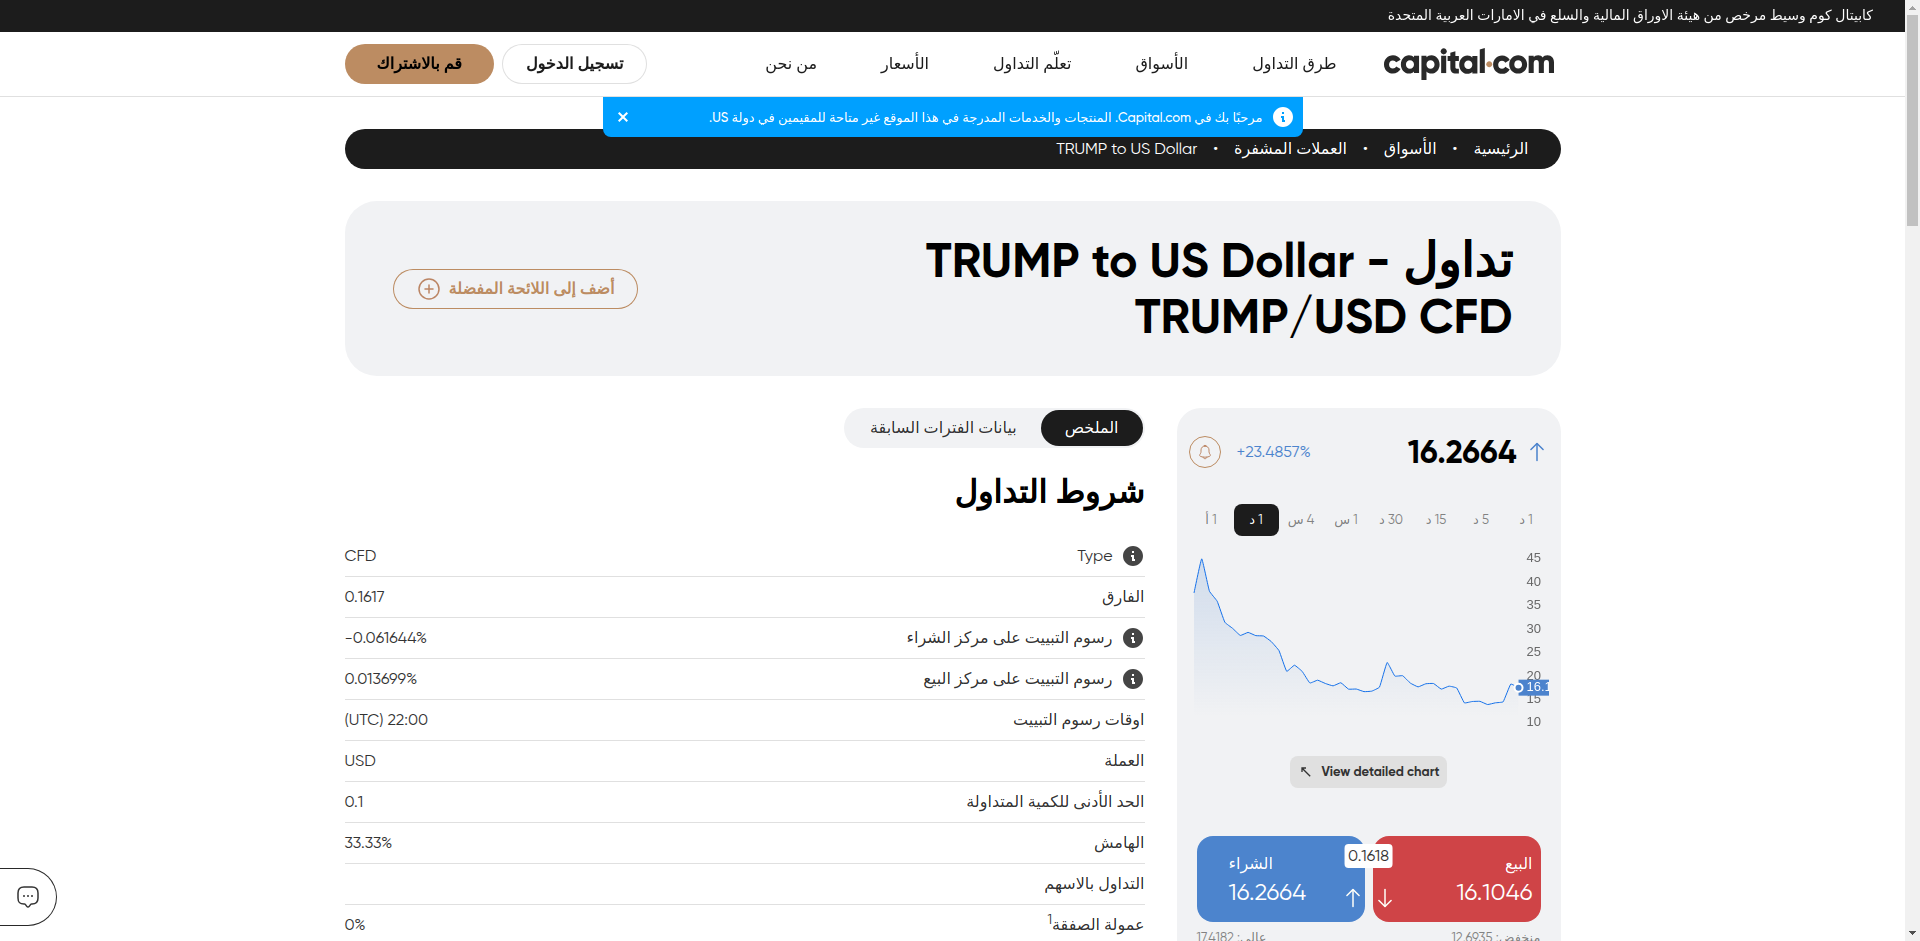 كابيتال كوم وسيط مرخص من هيئة الاوراق المالية والسلع في الامارات العربية المتحدة
capital.com
طرق التداول
الأسواق
تعلّم التداول
الأسعار
من نحن
تسجيل الدخول
قم بالاشتراك
مرحبًا بك في Capital.com. المنتجات والخدمات المدرجة في هذا الموقع غير متاحة للمقيمين في دولة US.
الرئيسية • الأسواق • العملات المشفرة • TRUMP to US Dollar
تداول TRUMP to US Dollar -
TRUMP/USD CFD
أضف إلى اللائحة المفضلة
16.2664
+23.4857%
1 د
5 د
15 د
30 د
1 س
4 س
1 د
1 أ
45
40
35
30
25
20
16.1
15
10
View detailed chart
البيع
16.1046
0.1618
الشراء
16.2664
منخفض: 12.6935
عالي: 17.4182
الملخص
بيانات الفترات السابقة
شروط التداول
Type CFD
الفارق 0.1617
رسوم التبييت على مركز الشراء -0.061644%
رسوم التبييت على مركز البيع 0.013699%
اوقات رسوم التبييت 22:00 (UTC)
العملة USD
الحد الأدنى للكمية المتداولة 0.1
الهامش 33.33%
التداول بالاسهم
عمولة الصفقة1 0%